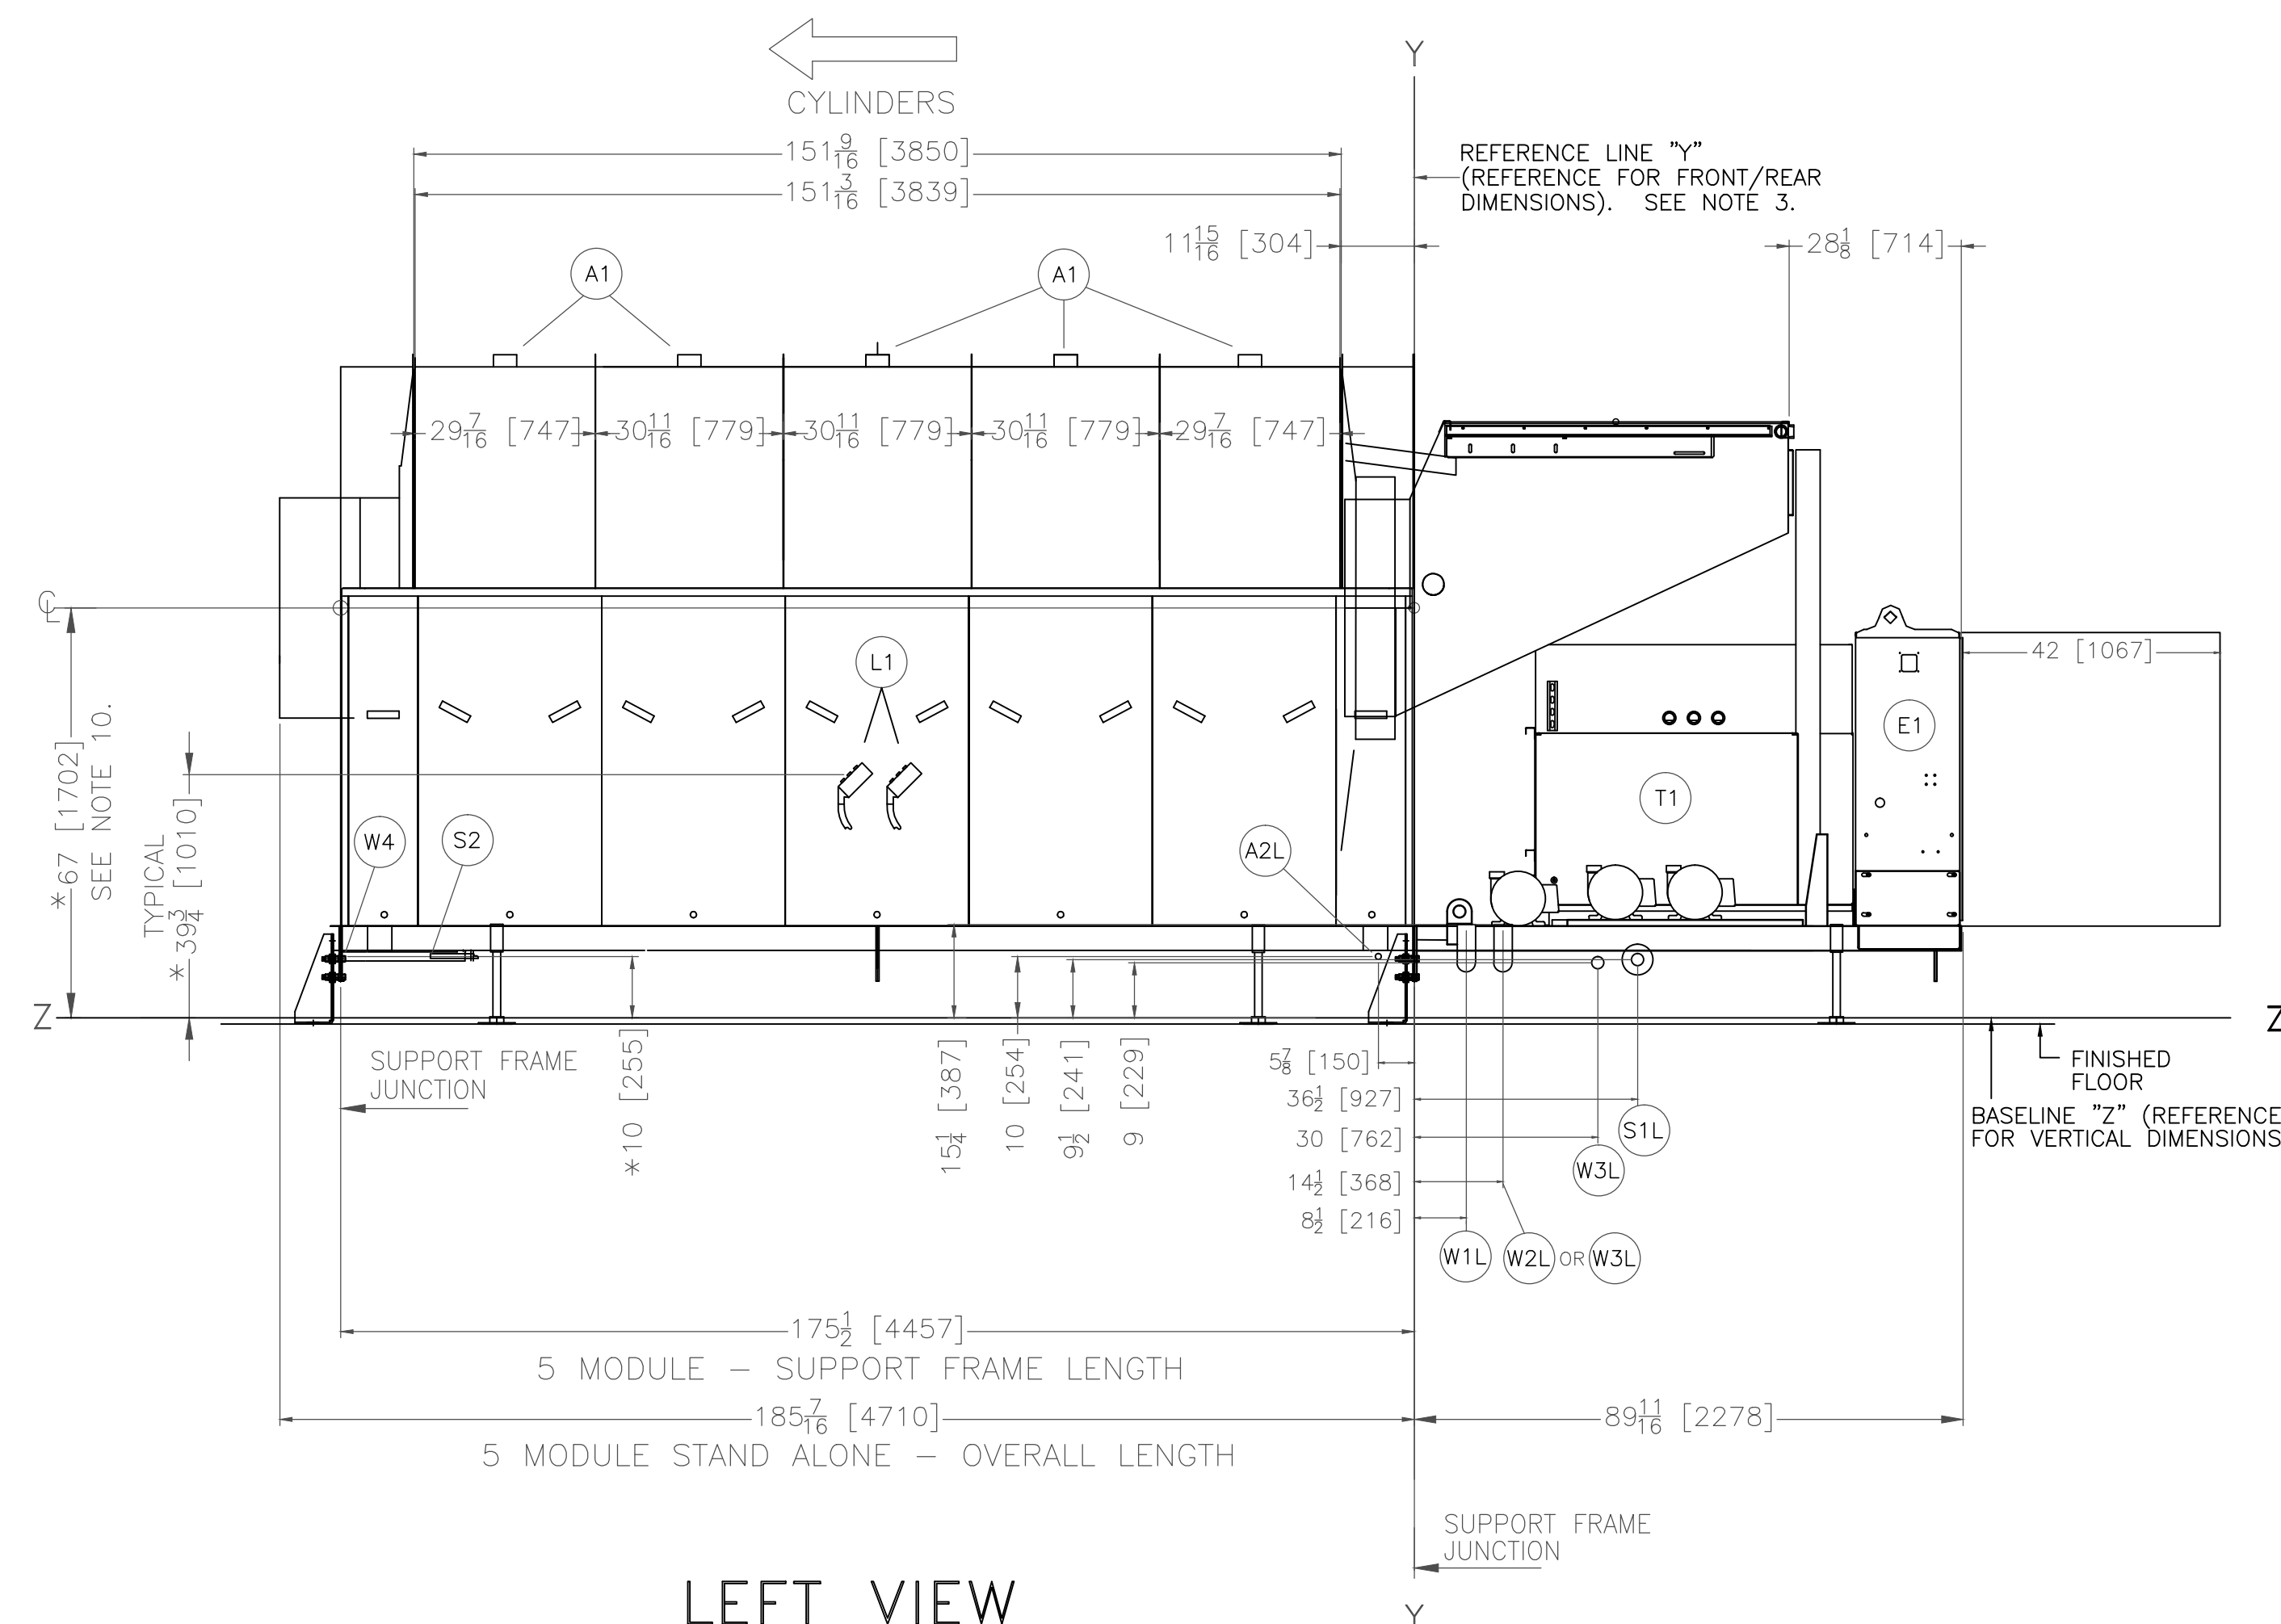 Y
CYLINDERS
151 9/16 [3850]
REFERENCE LINE "Y"
(REFERENCE FOR FRONT/REAR
DIMENSIONS). SEE NOTE 3.
151 3/16 [3839]
11 15/16 [304]
28 1/8 [714]
A1
A1
29 7/16 [747]
30 11/16 [779]
30 11/16 [779]
30 11/16 [779]
29 7/16 [747]
CL
L1
42 [1067]
E1
T1
*67 [1702]
SEE NOTE 10.
TYPICAL
*39 3/4 [1010]
W4
S2
A2L
Z
Z
SUPPORT FRAME
JUNCTION
*10 [255]
15 1/4 [387]
10 [254]
9 1/2 [241]
9 [229]
5 7/8 [150]
36 1/2 [927]
30 [762]
14 1/2 [368]
8 1/2 [216]
S1L
W3L
W1L
W2L OR W3L
FINISHED
FLOOR
BASELINE "Z" (REFERENCE
FOR VERTICAL DIMENSIONS
175 1/2 [4457]
5 MODULE - SUPPORT FRAME LENGTH
185 7/16 [4710]
89 11/16 [2278]
5 MODULE STAND ALONE - OVERALL LENGTH
SUPPORT FRAME
JUNCTION
LEFT VIEW
Y